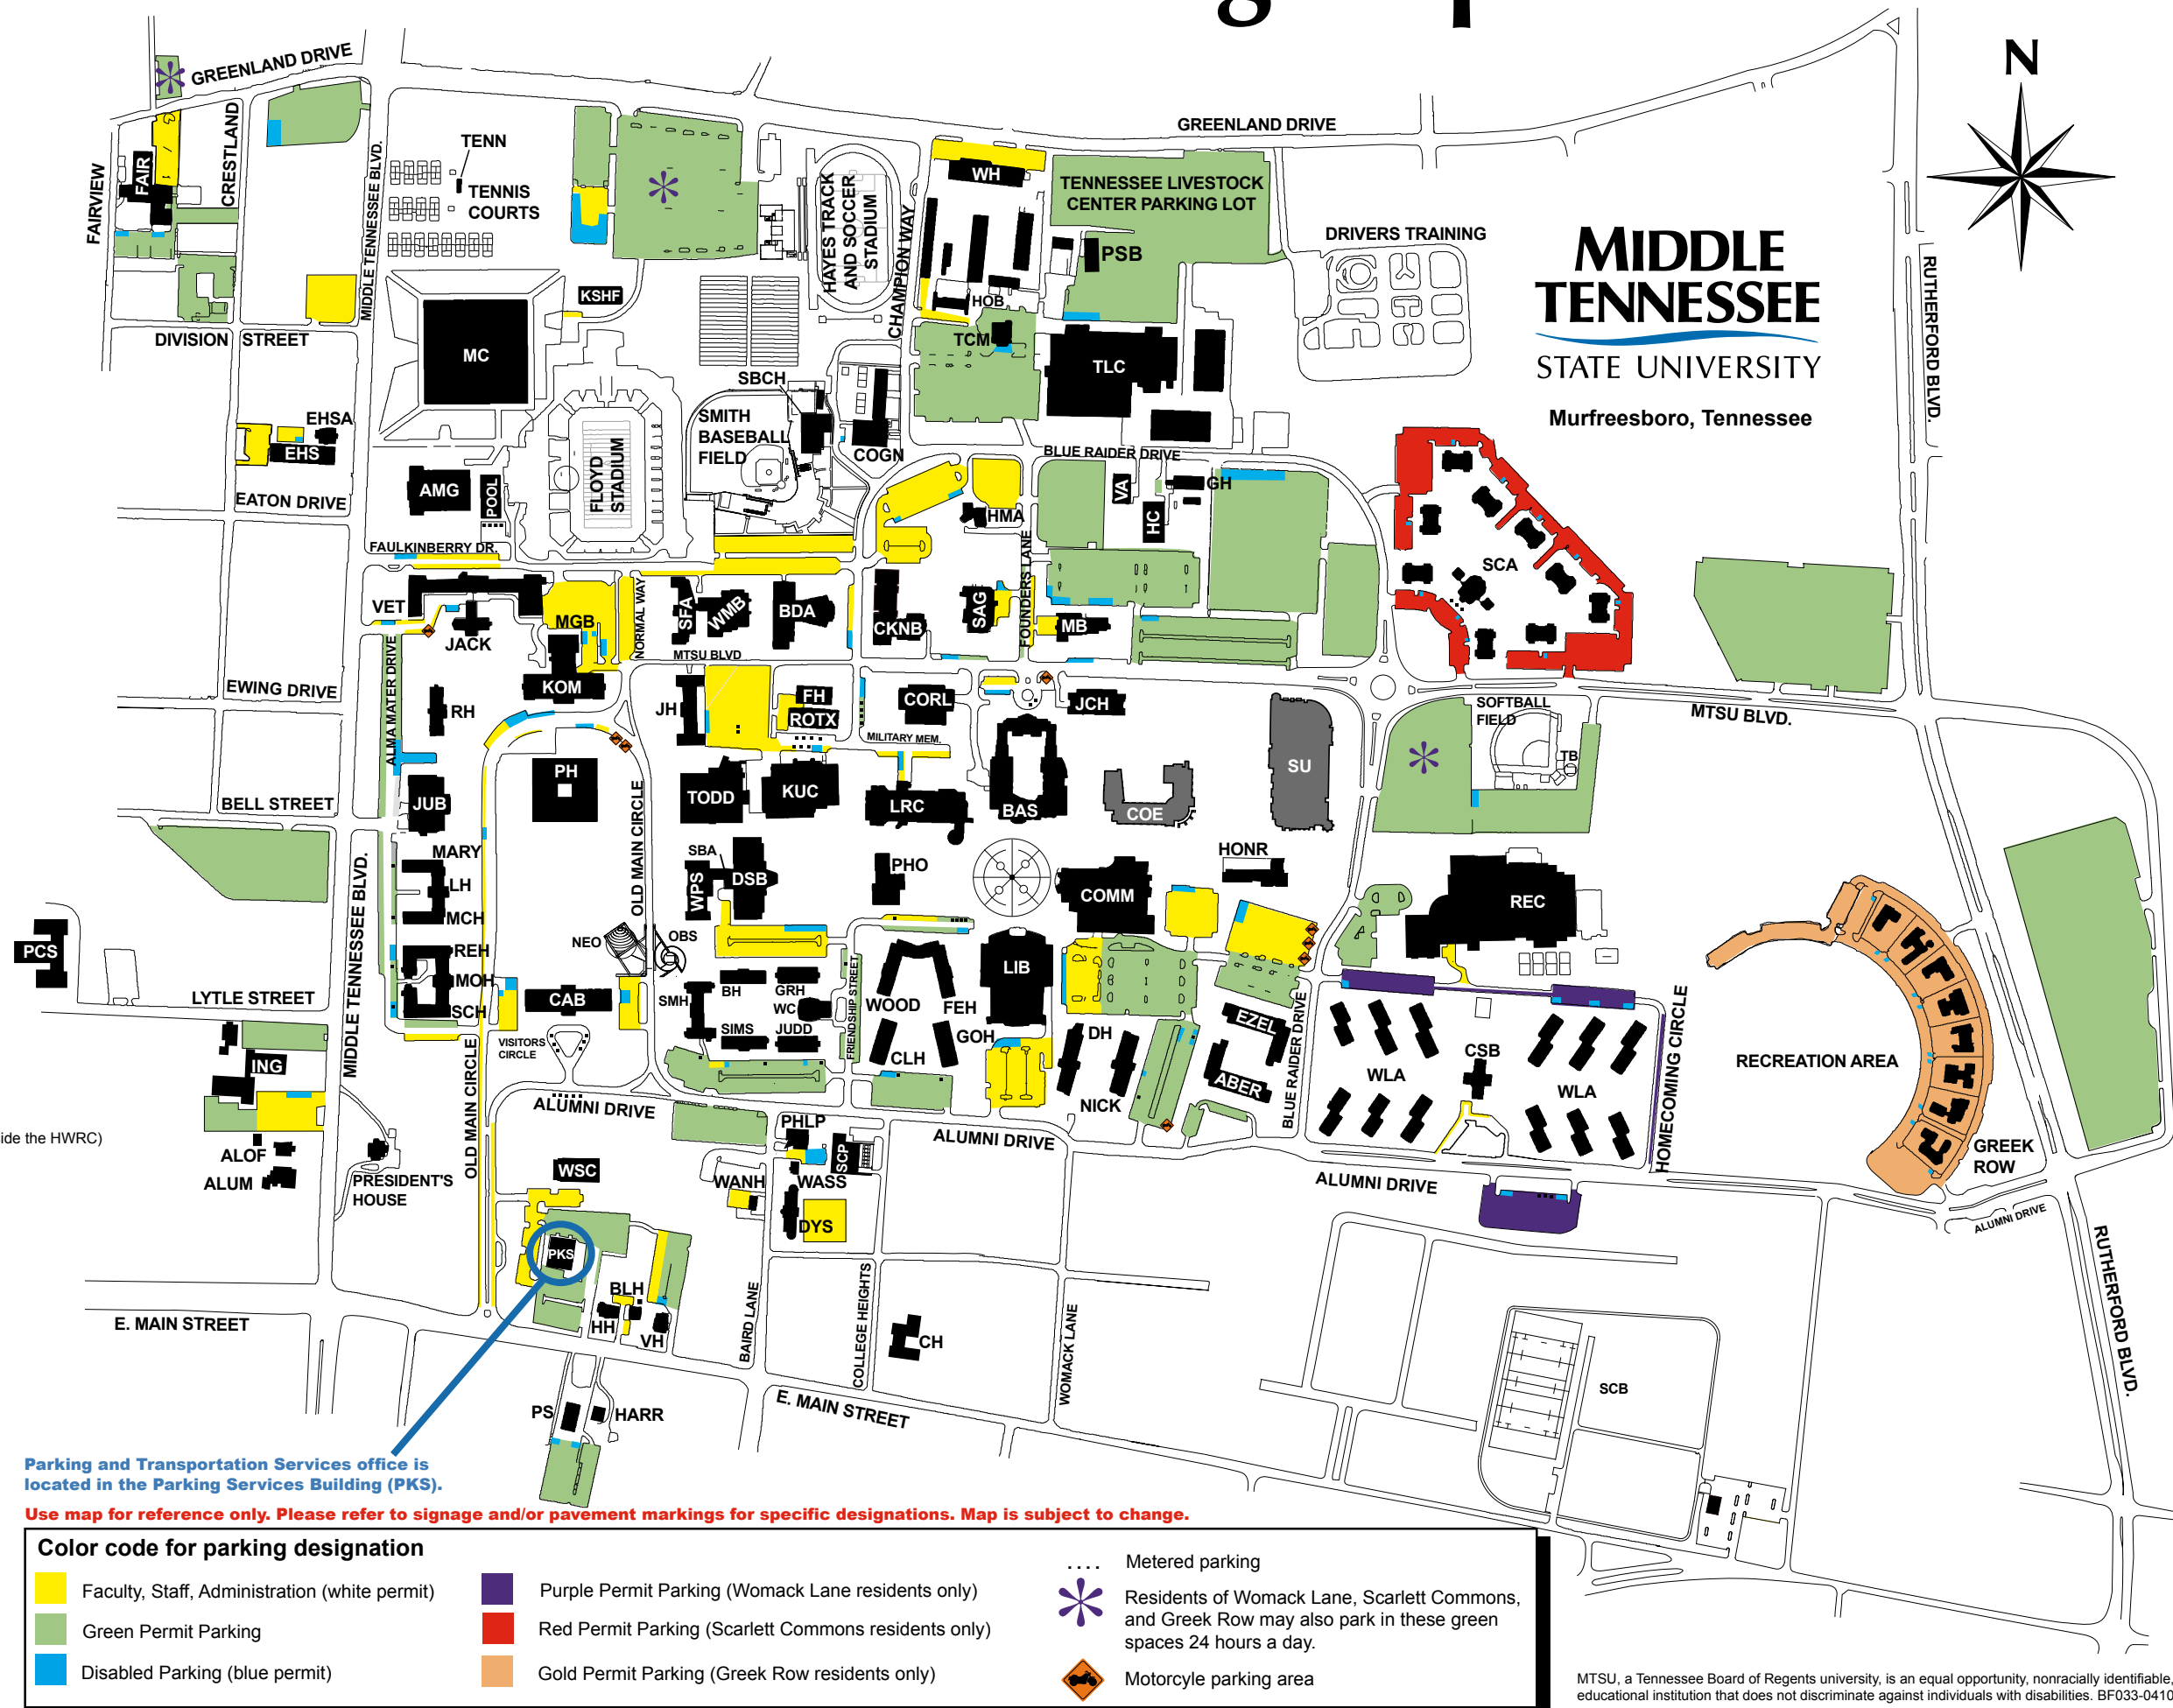 GREENLAND DRIVE
N
GREENLAND DRIVE
FAIRVIEW
FAIR
CRESTLAND
MIDDLE TENNESSEE BLVD.
TENN
TENNIS
COURTS
HAYES TRACK
AND SOCCER
STADIUM
CHAMPION WAY
WH
TENNESSEE LIVESTOCK
CENTER PARKING LOT
PSB
DRIVERS TRAINING
MIDDLE
TENNESSEE
STATE UNIVERSITY
Murfreesboro, Tennessee
RUTHERFORD BLVD.
KSHF
HOB
TCM
TLC
DIVISION STREET
MC
SBCH
SMITH
BASEBALL
FIELD
COGN
FLOYD
STADIUM
EHSA
EHS
EATON DRIVE
AMG
POOL
BLUE RAIDER DRIVE
VA
GH
HC
HMA
FAULKINBERRY DR.
FOUNDERS LANE
SCA
VET
JACK
MGB
NORMAL WAY
SFA
WMB
BDA
CKNB
SAG
MB
MTSU BLVD
ALMA MATER DRIVE
EWING DRIVE
RH
KOM
JH
FH
ROTX
CORL
JCH
MILITARY MEM.
SOFTBALL
FIELD
TB
MTSU BLVD.
BELL STREET
JUB
PH
OLD MAIN CIRCLE
TODD
KUC
LRC
BAS
COE
SU
MARY
LH
MCH
SBA
WPS
DSB
PHO
COMM
HONR
REC
PCS
MIDDLE TENNESSEE BLVD.
REH
MOH
SCH
NEO
OBS
LYTLE STREET
CAB
SMH
BH
GRH
WC
SIMS
JUDD
FRIENDSHIP STREET
WOOD
FEH
GOH
CLH
LIB
DH
NICK
EZEL
ABER
BLUE RAIDER DRIVE
WLA
CSB
WLA
HOMECOMING CIRCLE
RECREATION AREA
GREEK
ROW
VISITORS
CIRCLE
ING
ide the HWRC)
ALOF
ALUM
PRESIDENT'S
HOUSE
OLD MAIN CIRCLE
ALUMNI DRIVE
ALUMNI DRIVE
ALUMNI DRIVE
ALUMNI DRIVE
RUTHERFORD BLVD.
WSC
PHLP
SCP
WANH
WASS
DYS
PKS
BLH
HH
VH
BAIRD LANE
COLLEGE HEIGHTS
CH
WOMACK LANE
E. MAIN STREET
E. MAIN STREET
PS
HARR
SCB
Parking and Transportation Services office is
located in the Parking Services Building (PKS).
Use map for reference only. Please refer to signage and/or pavement markings for specific designations. Map is subject to change.
Color code for parking designation
Faculty, Staff, Administration (white permit)
Green Permit Parking
Disabled Parking (blue permit)
Purple Permit Parking (Womack Lane residents only)
Red Permit Parking (Scarlett Commons residents only)
Gold Permit Parking (Greek Row residents only)
.... Metered parking
Residents of Womack Lane, Scarlett Commons,
and Greek Row may also park in these green
spaces 24 hours a day.
Motorcyle parking area
MTSU, a Tennessee Board of Regents university, is an equal opportunity, nonracially identifiable,
educational institution that does not discriminate against individuals with disabilities. BF033-0410